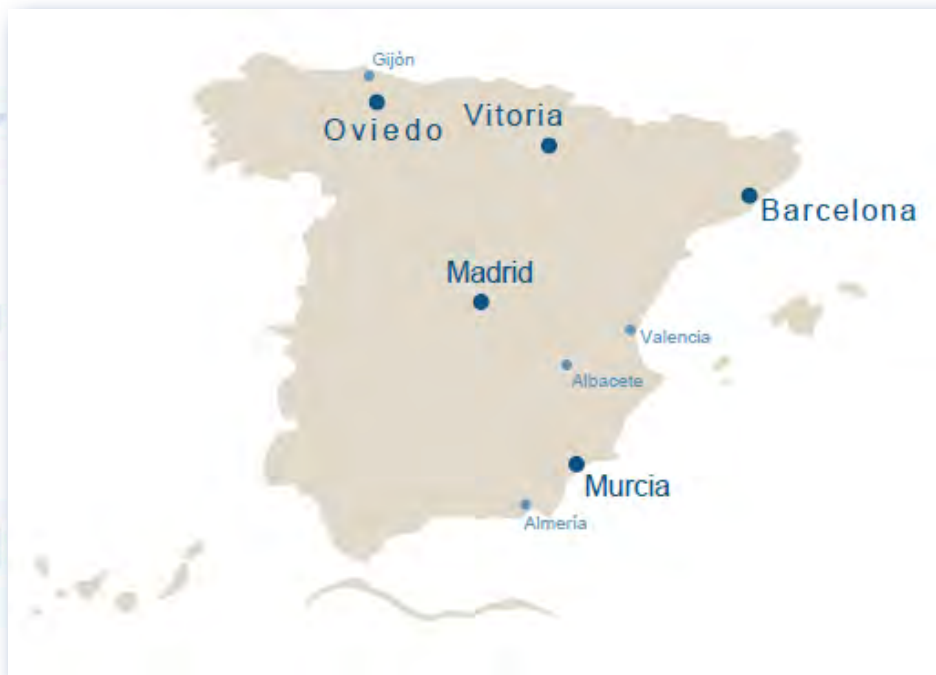 Gijón
Vitoria
Oviedo
Barcelona
Madrid
Valencia
Albacete
Murcia
Almería